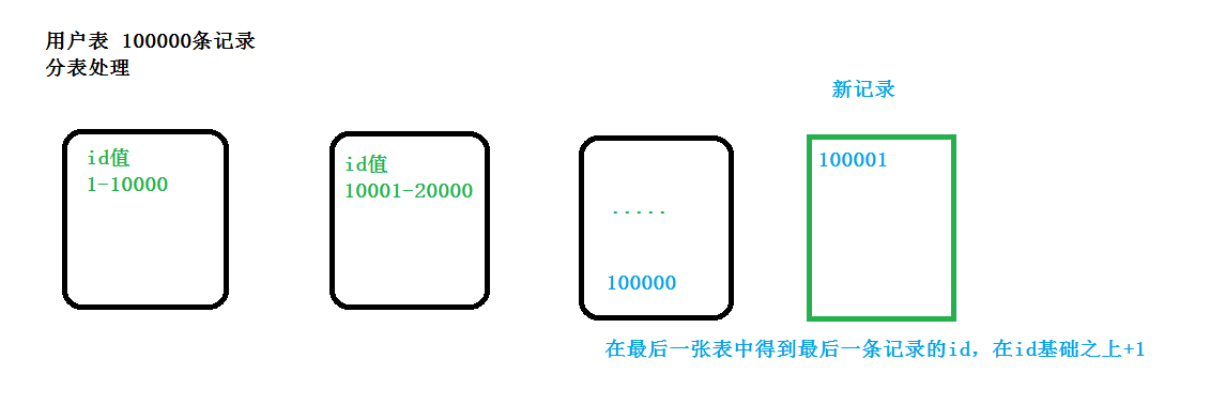 用户表 100000条记录
分表处理
新记录
id值
1-10000
id值
10001-20000
.....
100000
100001
在最后一张表中得到最后一条记录的id，在id基础之上+1